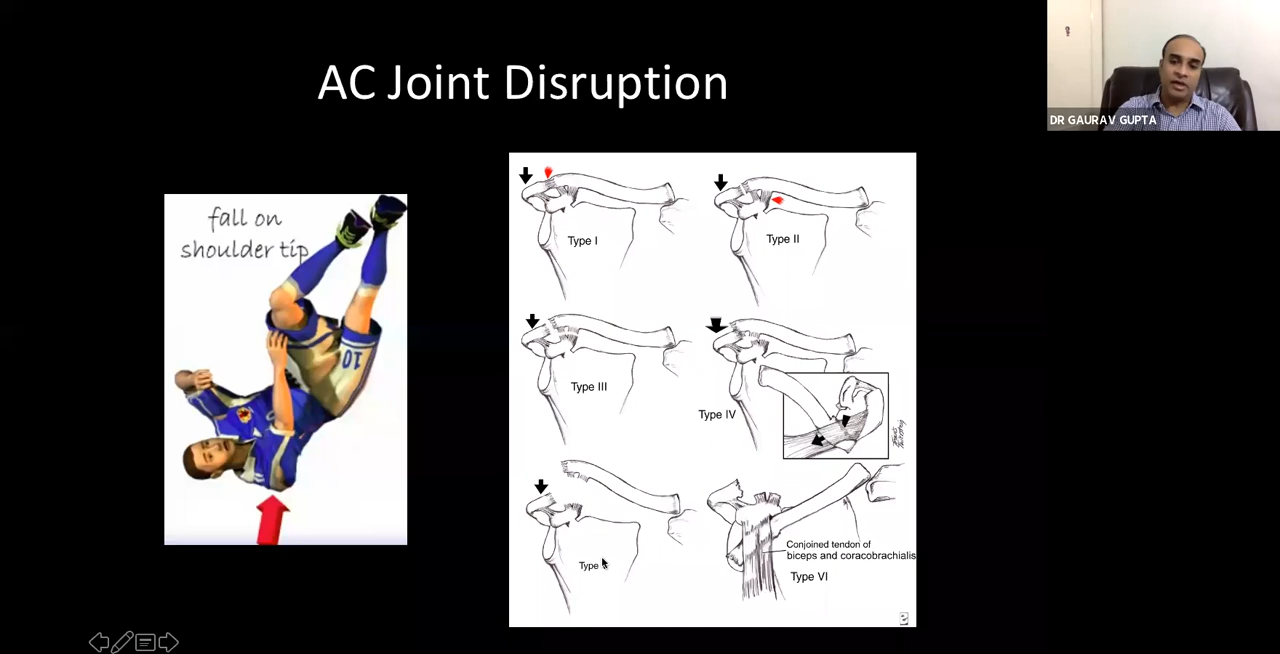 AC Joint Disruption
DR GAURAV GUPTA
fall on
shoulder tip
10
Type I
Type II
Type III
Type IV
Type
Conjoined tendon of
biceps and coracobrachialis
Type VI